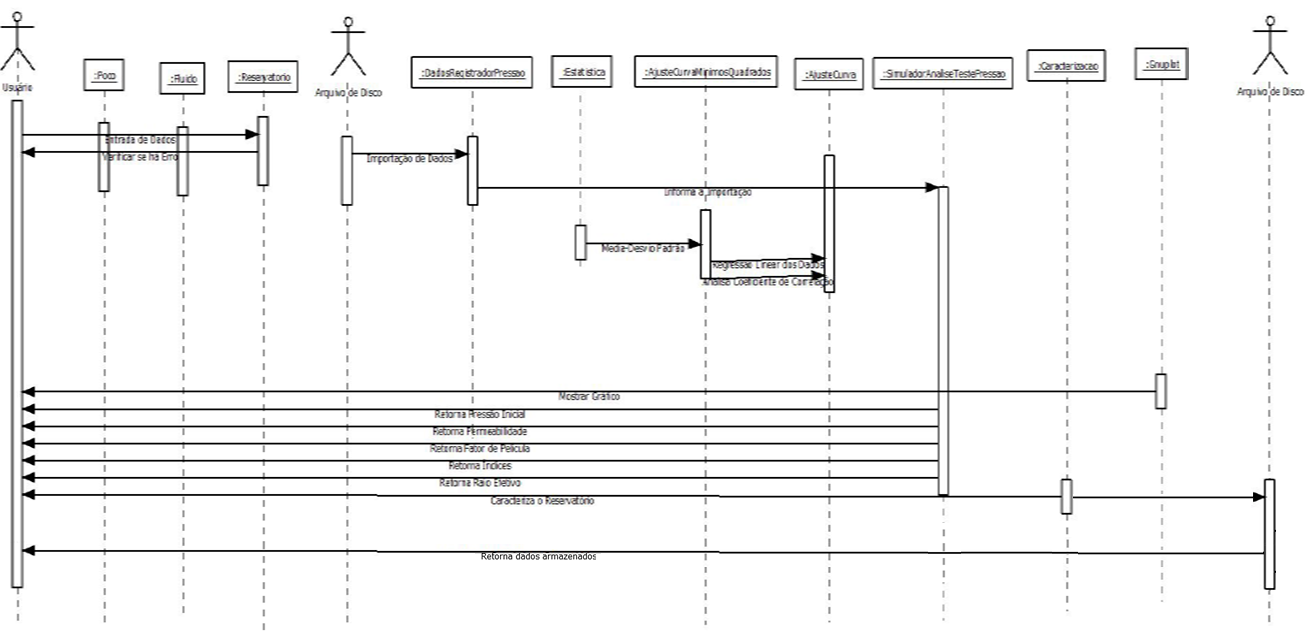 Usuário
:Poco
:Fluido
:Reservatorio
Arquivo de Disco
:DadosRegistradorPressao
:Estatistica
:AjusteCurvaMinimosQuadrados
:AjusteCurva
:SimuladorAnaliseTestePressao
:Caracterizacao
:Gnuplot
Arquivo de Disco
Entrada de Dados
Verificar se há Erro
Importação de Dados
Informa a Importação
Media-Desvio Padrão
Regressao Linear dos Dados
Analisa Coeficiente de Correlação
Mostrar Gráfico
Retorna Pressão Inicial
Retorna Permeabilidade
Retorna Fator de Pelicula
Retorna Índices
Retorna Raio Efetivo
Caracteriza o Reservatório
Retorna dados armazenados